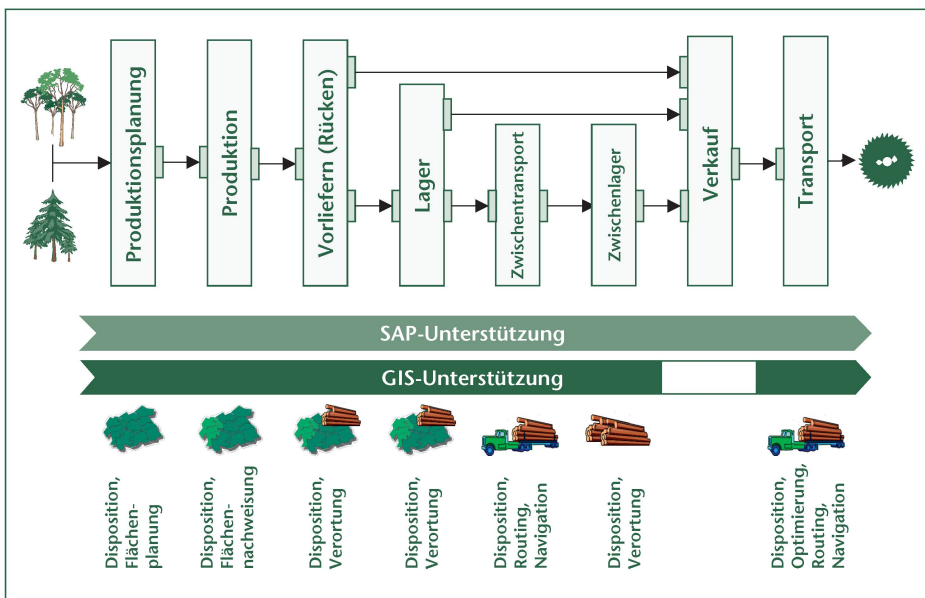 Produktionsplanung
Produktion
Vorliefern (Rücken)
Lager
Zwischentransport
Zwischenlager
Verkauf
Transport
SAP-Unterstützung
GIS-Unterstützung
Disposition,
Flächen-
planung
Disposition,
Flächen-
nachweisung
Disposition,
Verortung
Disposition,
Verortung
Disposition,
Routing,
Navigation
Disposition,
Verortung
Disposition,
Optimierung,
Routing,
Navigation